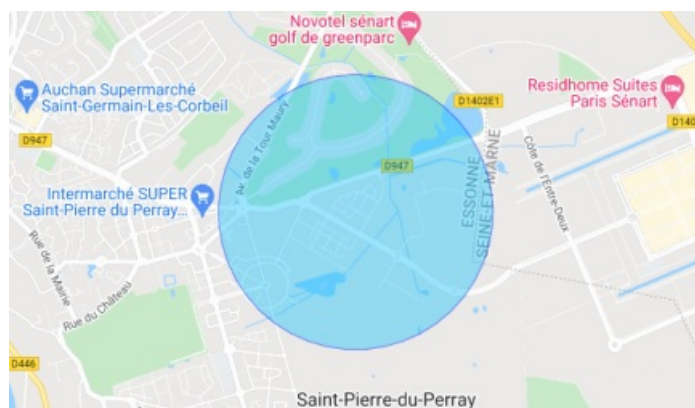 Novotel sénart
golf de greenparc
Auchan Supermarché
Saint-Germain-Les-Corbeil
D1402E1
Residhome Suites
Paris Sénart
D140
D947
Av. de la Tour Maury
D947
Côte de l'Entre-Deux
ESSONNE
SEINE-ET-MARNE
Intermarché SUPER
Saint-Pierre du Perray...
Rue de la Mairie
Rue du Château
D446
Saint-Pierre-du-Perray